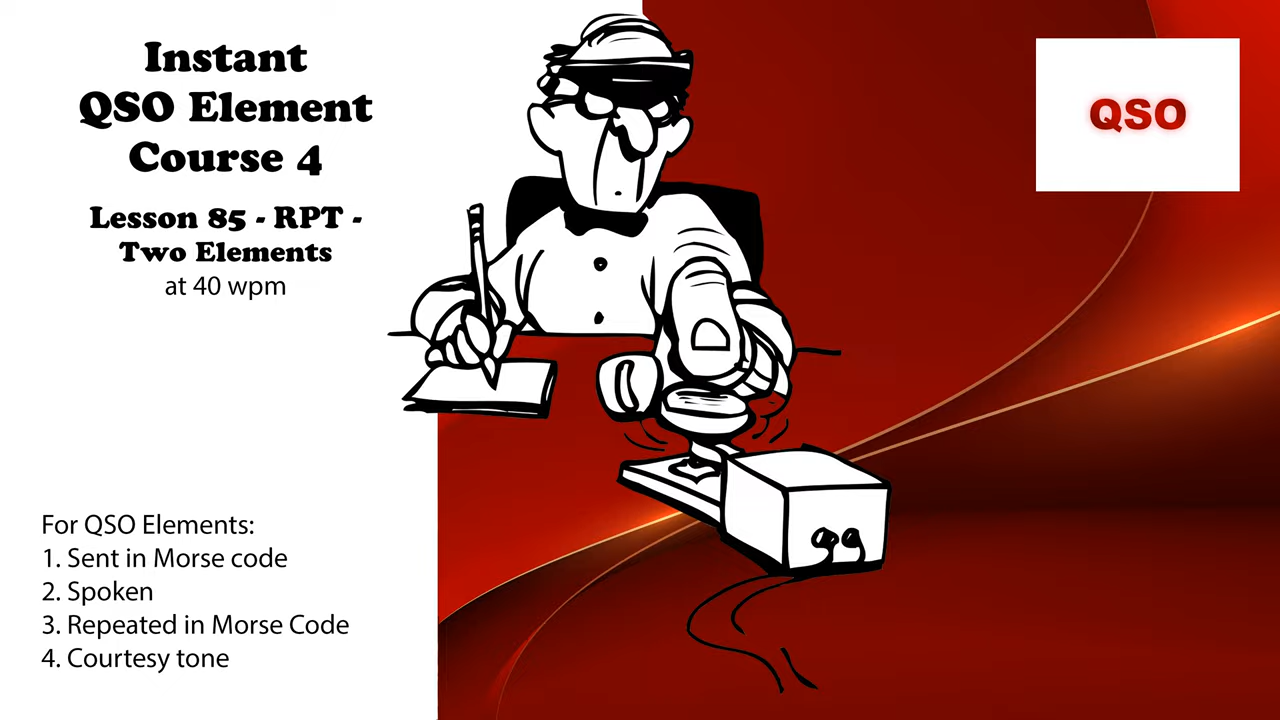 Instant
QSO Element
Course 4
Lesson 85 - RPT -
Two Elements
at 40 wpm
QSO
For QSO Elements:
1. Sent in Morse code
2. Spoken
3. Repeated in Morse Code
4. Courtesy tone